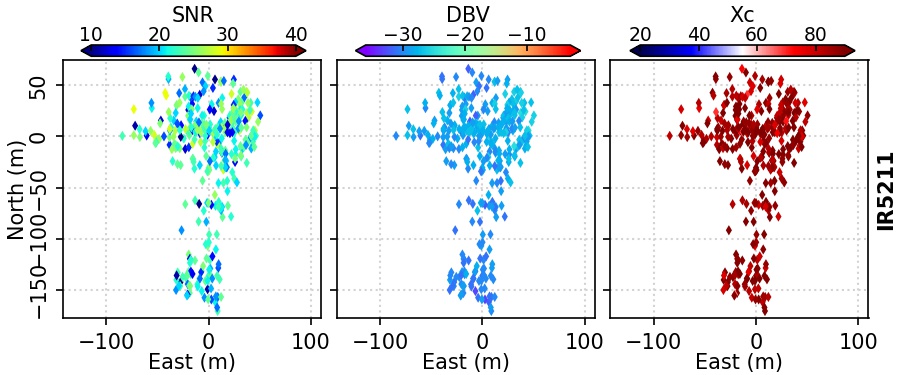 SNR DBV Xc
10 20 30 40 −30 −20 −10 20 40 60 80
50
0
−50
−100
−150
North (m)
IR5211
−100 0 100 −100 0 100 −100 0 100
East (m) East (m) East (m)